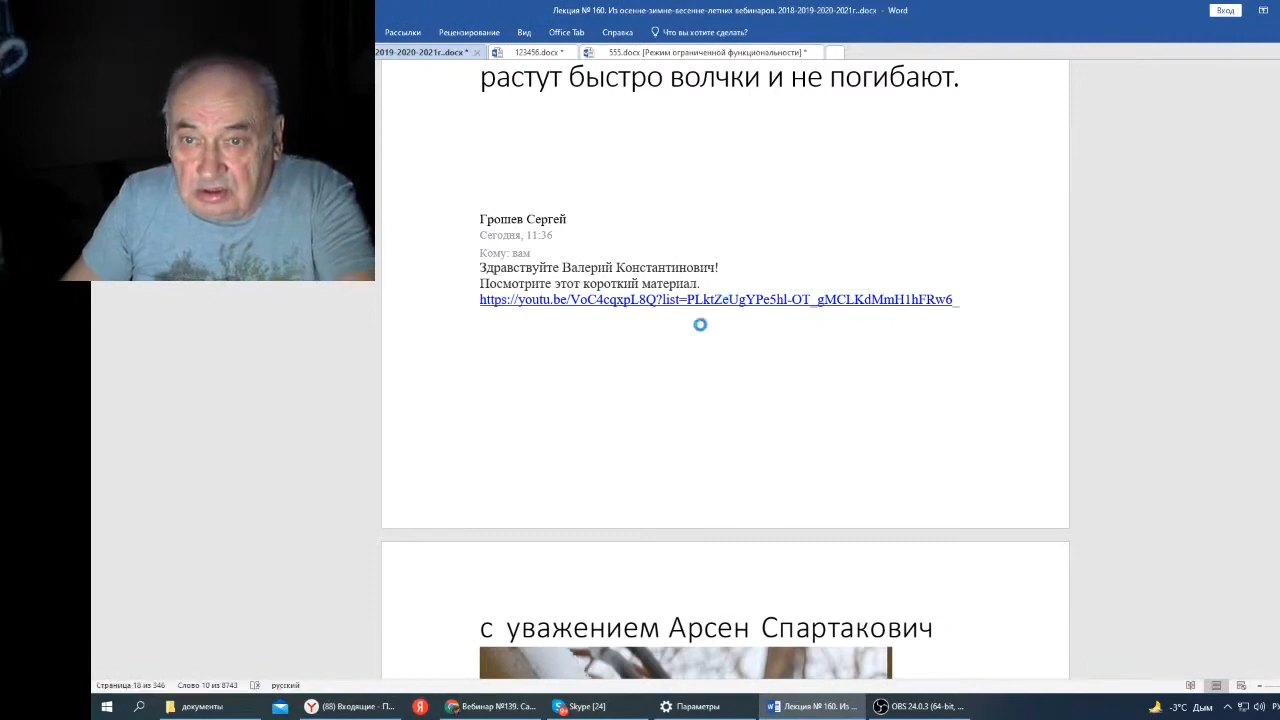 Лекция № 160. Из осенне-зимне-весенне-летних вебинаров. 2018-2019-2020-2021г..docx - Word
Вход
Рассылки Рецензирование Вид Office Tab Справка Что вы хотите сделать?
2019-2020-2021г..docx * 123456.docx * 555.docx [Режим ограниченной функциональности] *
растут быстро волчки и не погибают.
Грошев Сергей
Сегодня, 11:36
Кому: вам
Здравствуйте Валерий Константинович!
Посмотрите этот короткий материал.
https://youtu.be/VoC4cqxpL8Q?list=PLktZeUgYPe5hl-OT_gMCLKdMmH1hFRw6_
с уважением Арсен Спартакович
Страница 18 из 346 Слово 10 из 8743 русский
документы (88) Входящие - П... Вебинар №139. Са... Skype [24] Параметры Лекция № 160. Из ... OBS 24.0.3 (64-bit, ... -3°C Дым